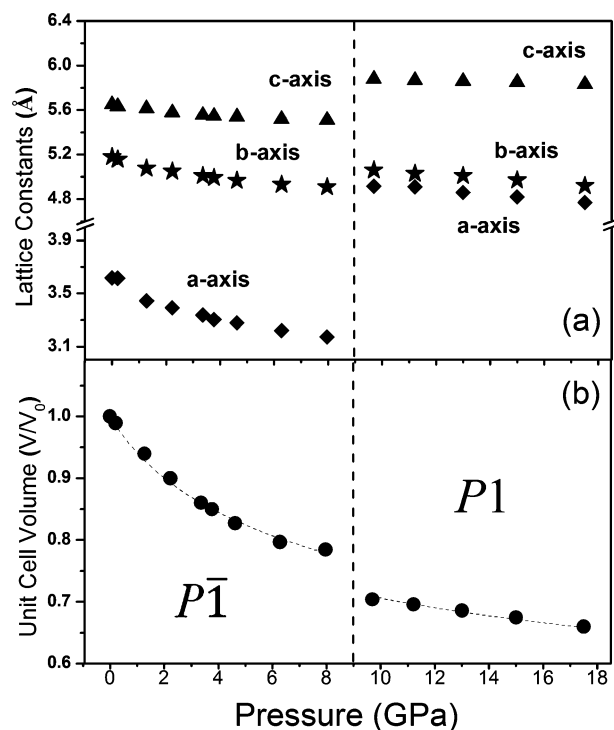 6.4
6.0
5.6
5.2
4.8
3.9
3.5
3.1
Lattice Constants (Å)
c-axis
c-axis
b-axis
b-axis
a-axis
a-axis
(a)
(b)
1.0
0.9
0.8
0.7
0.6
Unit Cell Volume (V/V₀)
P1̅
P1
0 2 4 6 8 10 12 14 16 18
Pressure (GPa)